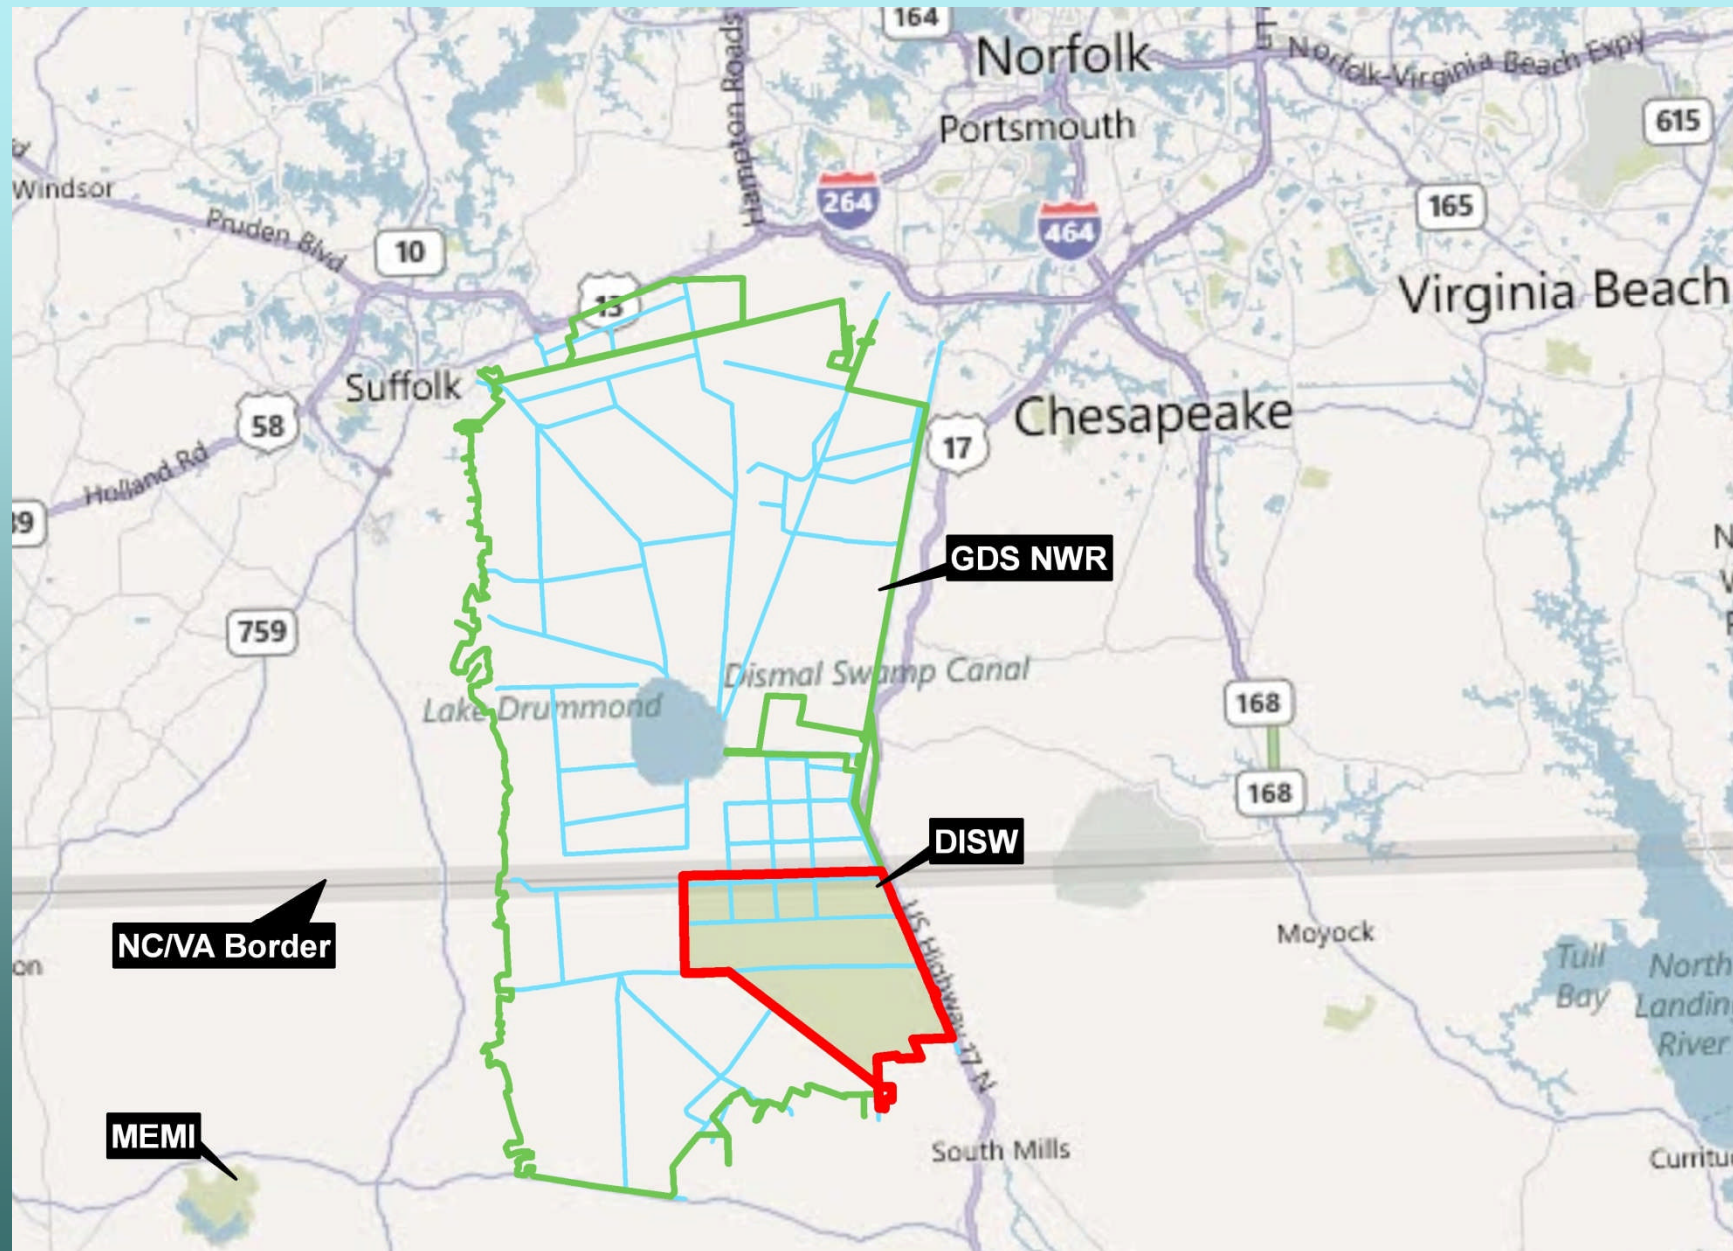 164
Norfolk
Norfolk-Virginia Beach Expy
Hampton Roads
Portsmouth
615
Windsor
264
165
Pruden Blvd
464
10
13
Virginia Beach
Suffolk
58
Chesapeake
17
Holland Rd
GDS NWR
759
Dismal Swamp Canal
Lake Drummond
168
168
DISW
NC/VA Border
US Highway 17 N
Moyock
Tull
Bay
North
River
MEMI
South Mills